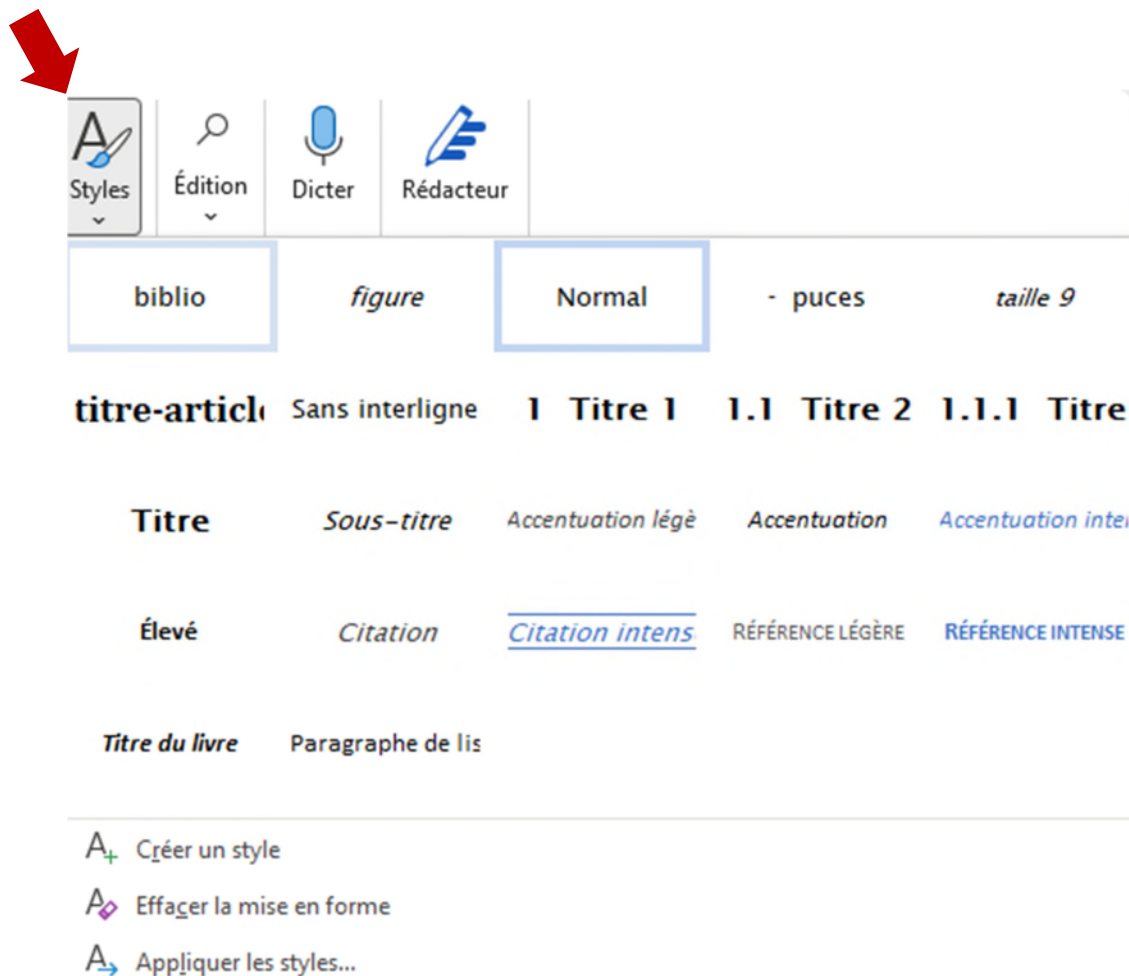 Styles
Édition
Dicter
Rédacteur
biblio
figure
Normal
- puces
taille 9
titre-articl
Sans interligne
1 Titre 1
1.1 Titre 2
1.1.1 Titre
Titre
Sous-titre
Accentuation légè
Accentuation
Accentuation inter
Élevé
Citation
Citation intens
RÉFÉRENCE LÉGÈRE
RÉFÉRENCE INTENSE
Titre du livre
Paragraphe de lis
Créer un style
Effacer la mise en forme
Appliquer les styles...